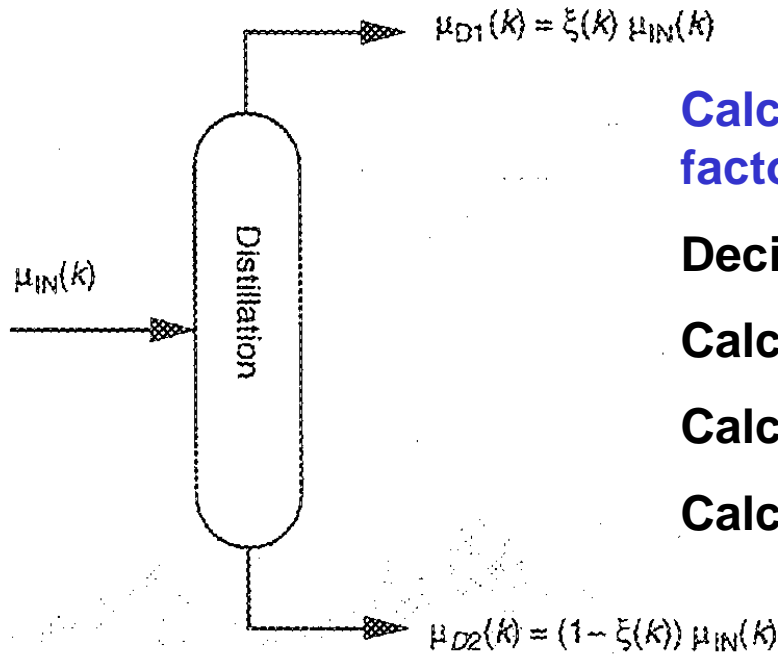 μD1(k) = ξ(k) μIN(k)
Calc
facto
Deci
μIN(k)
Distillation
Calc
Calc
Calc
μD2(k) = (1 – ξ(k)) μIN(k)